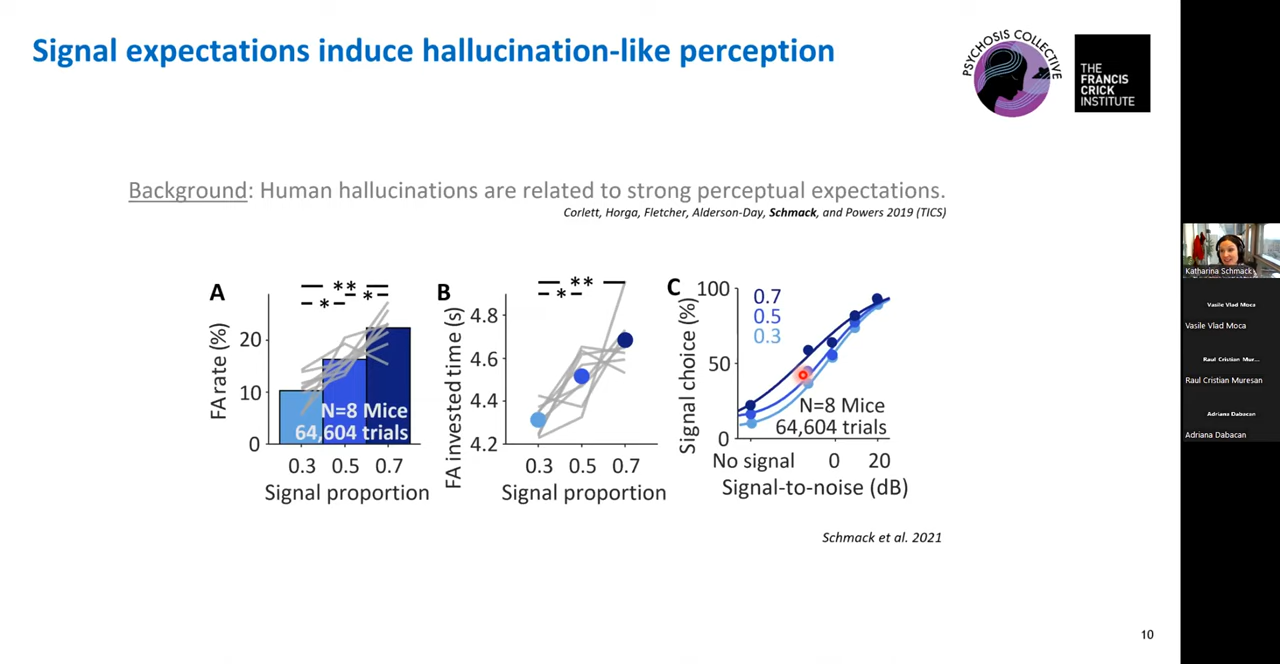 Signal expectations induce hallucination-like perception
PSYCHOSIS COLLECTIVE
THE
FRANCIS
CRICK
INSTITUTE
Background: Human hallucinations are related to strong perceptual expectations.
Corlett, Horga, Fletcher, Alderson-Day, Schmack, and Powers 2019 (TICS)
A
**
*
*
FA rate (%)
20
10
0
N=8 Mice
64,604 trials
0.3 0.5 0.7
Signal proportion
B
**
*
FA invested time (s)
4.8
4.6
4.4
4.2
0.3 0.5 0.7
Signal proportion
C
Signal choice (%)
100
50
0
0.7
0.5
0.3
N=8 Mice
64,604 trials
No signal 0 20
Signal-to-noise (dB)
Schmack et al. 2021
10
Katharina Schmack
Vasile Vlad Moca
Vasile Vlad Moca
Raul Cristian Mur...
Raul Cristian Muresan
Adriana Dabacan
Adriana Dabacan